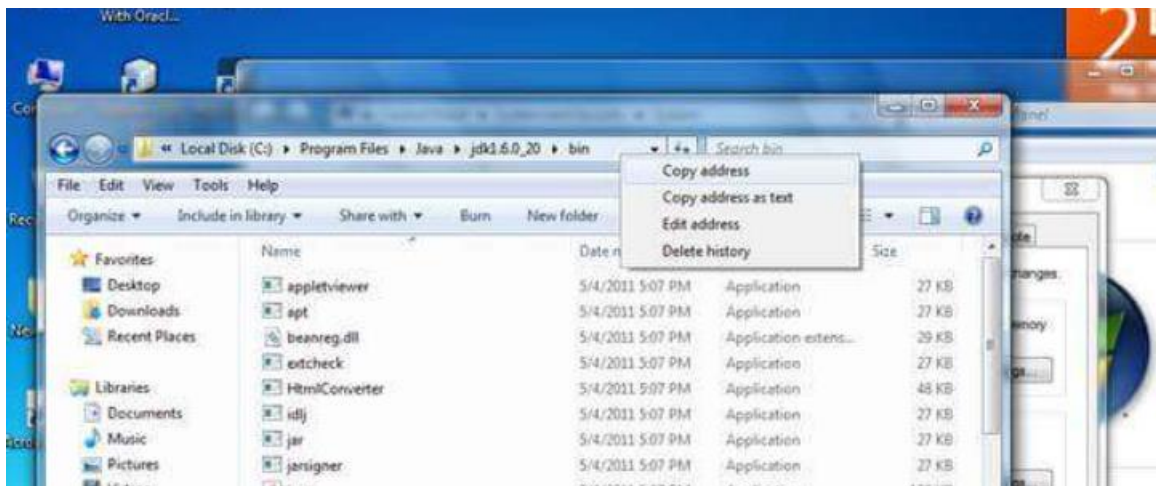 With Oracl...
Local Disk (C:) ▸ Program Files ▸ Java ▸ jdk1.6.0_20 ▸ bin
Search bin
Copy address
Copy address as text
Edit address
Delete history
File Edit View Tools Help
Organize Include in library Share with Burn New folder
Name Size
Favorites
Desktop
Downloads
Recent Places
Libraries
Documents
Music
Pictures
appletviewer 5/4/2011 5:07 PM Application 27 KB
apt 5/4/2011 5:07 PM Application 27 KB
beanreg.dll 5/4/2011 5:07 PM Application extens... 29 KB
extcheck 5/4/2011 5:07 PM Application 27 KB
HtmlConverter 5/4/2011 5:07 PM Application 48 KB
idlj 5/4/2011 5:07 PM Application 27 KB
jar 5/4/2011 5:07 PM Application 27 KB
jarsigner 5/4/2011 5:07 PM Application 27 KB